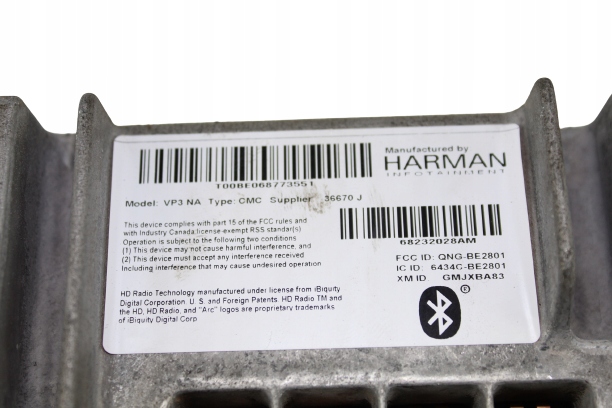 Manufactured by
HARMAN
INFOTAINMENT
T00BE068773551
Model: VP3 NA Type: CMC Supplier 36670 J
This device complies with part 15 of the FCC rules and
with Industry Canada license-exempt RSS standar(s)
Operation is subject to the following two conditions
(1) This device may not cause harmful interference, and
(2) This device must accept any interference received
Including interference that may cause undesired operation
68232028AM
FCC ID: QNG-BE2801
IC ID: 6434C-BE2801
XM ID. GMJXBA83
HD Radio Technology manufactured under license from iBiquity
Digital Corporation. U. S. and Foreign Patents. HD Radio TM and
the HD, HD Radio, and "Arc" logos are proprietary trademarks
of iBiquity Digital Corp
E